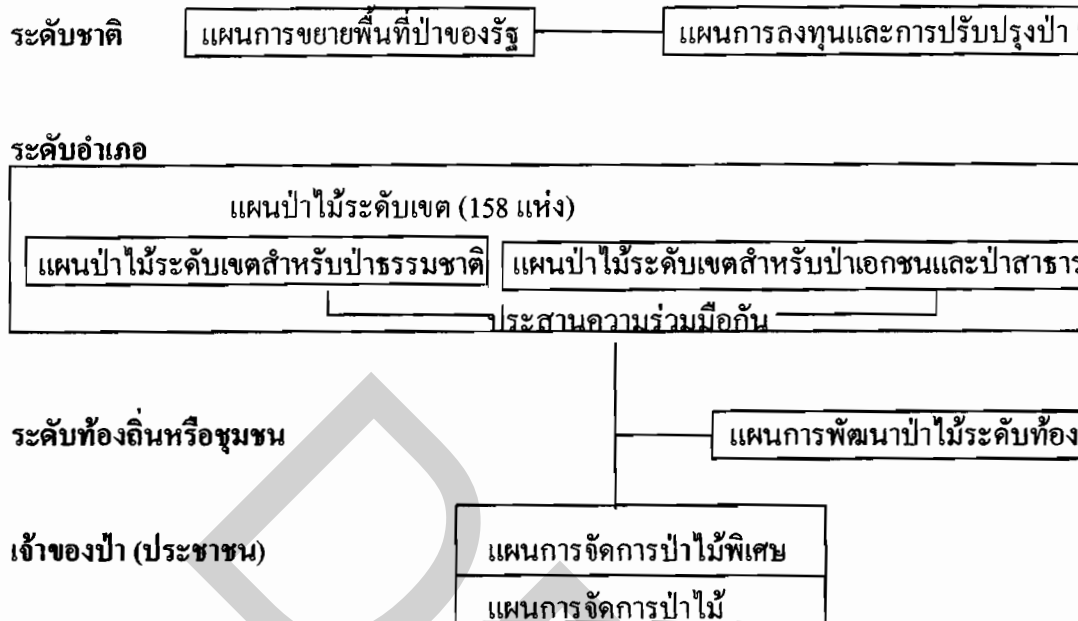 ระดับชาติ แผนการขยายพื้นที่ป่าของรัฐ แผนการลงทุนและการปรับปรุงป่า
ระดับอำเภอ
แผนป่าไม้ระดับเขต (158 แห่ง)
แผนป่าไม้ระดับเขตสำหรับป่าธรรมชาติ แผนป่าไม้ระดับเขตสำหรับป่าเอกชนและป่าสาธาร
ประสานความร่วมมือกัน
ระดับท้องถิ่นหรือชุมชน แผนการพัฒนาป่าไม้ระดับท้อง
เจ้าของป่า (ประชาชน) แผนการจัดการป่าไม้พิเศษ
แผนการจัดการป่าไม้